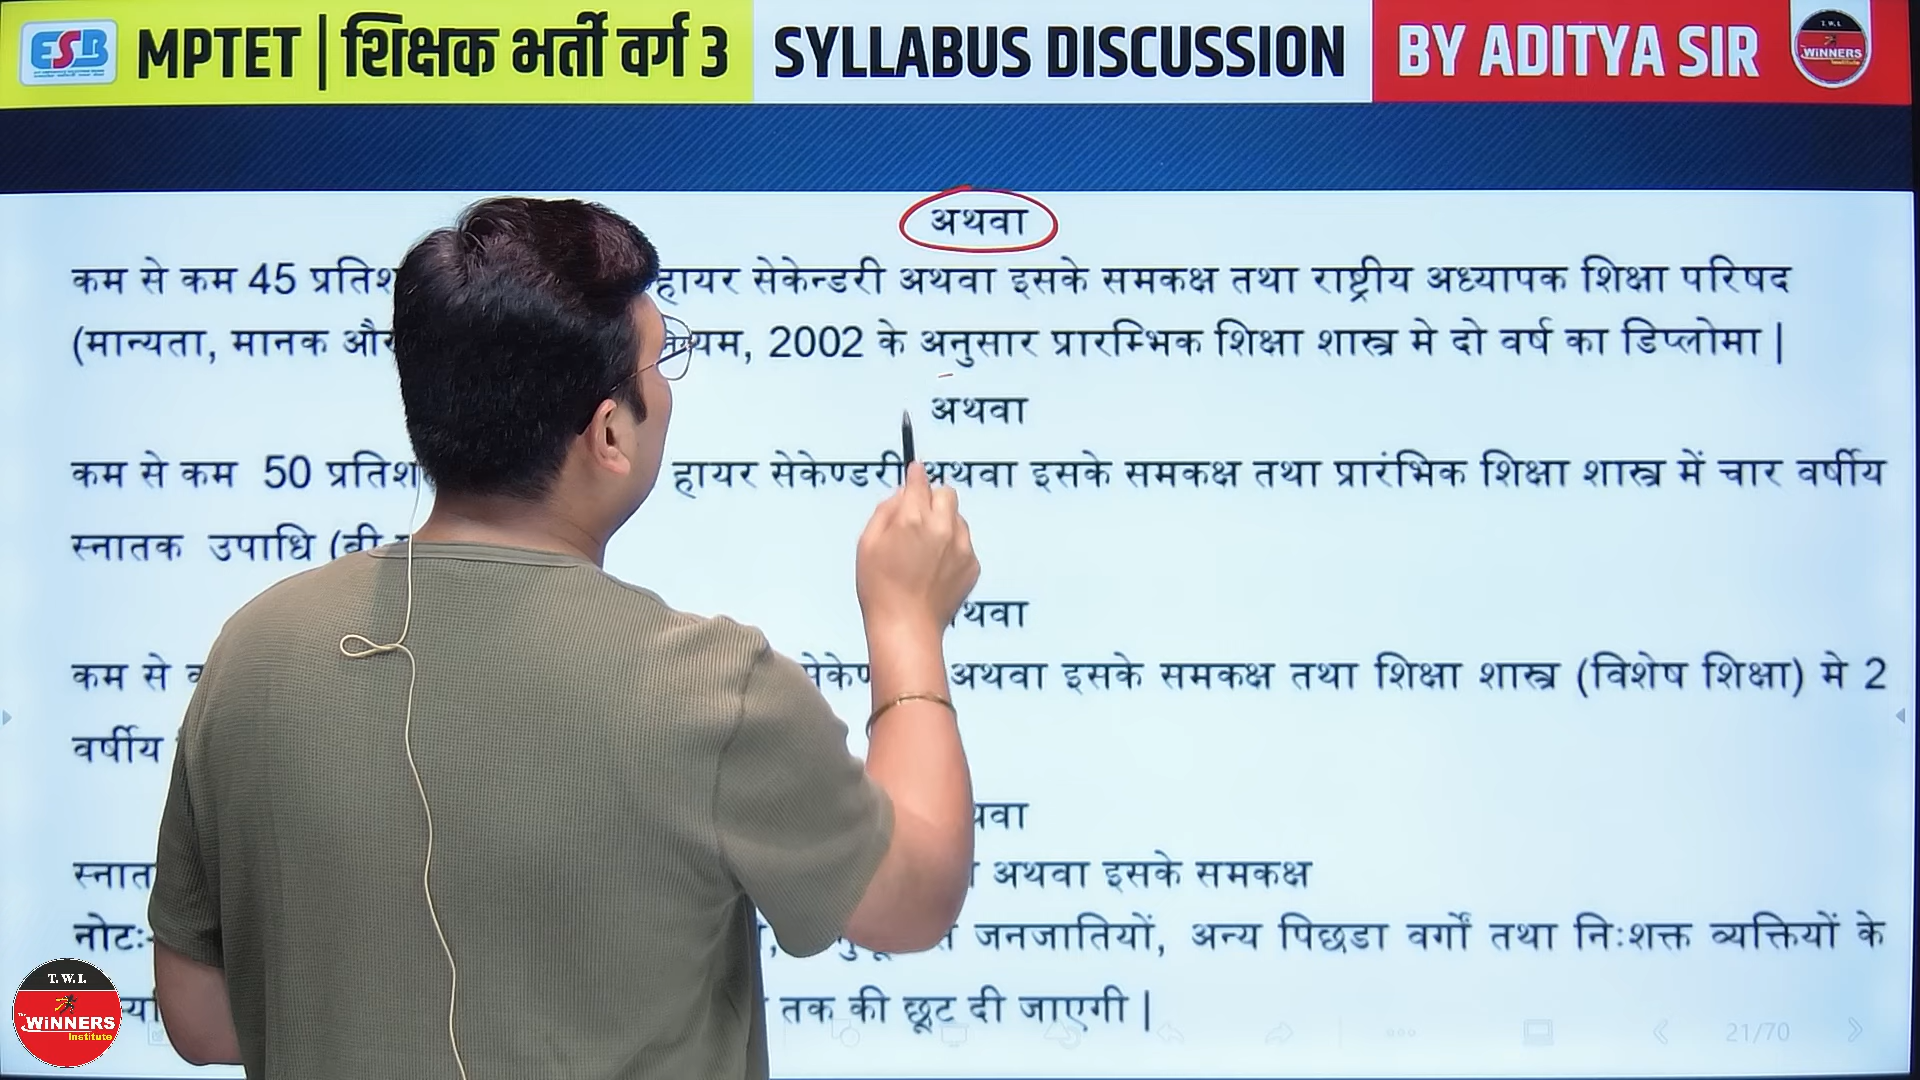 ESB MPTET | शिक्षक भर्ती वर्ग 3 SYLLABUS DISCUSSION BY ADITYA SIR T.W.I. WiNNERS Institute
अथवा
कम से कम 45 हायर सेकेन्डरी अथवा इसके समकक्ष तथा राष्ट्रीय अध्यापक शिक्षा परिषद
(मान्यता, मानक 2002 के अनुसार प्रारम्भिक शिक्षा शास्त्र मे दो वर्ष का डिप्लोमा |
अथवा
कम से कम 50 हायर सेकेण्डरी अथवा इसके समकक्ष तथा प्रारंभिक शिक्षा शास्त्र में चार वर्षीय
स्नातक उपाधि
कम से अथवा इसके समकक्ष तथा शिक्षा शास्त्र (विशेष शिक्षा) मे 2
वर्षीय
अथवा इसके समकक्ष
नोटः- जनजातियों, अन्य पिछडा वर्गों तथा निःशक्त व्यक्तियों के
तक की छूट दी जाएगी |
21/70
T.W.I.
The WiNNERS
Institute